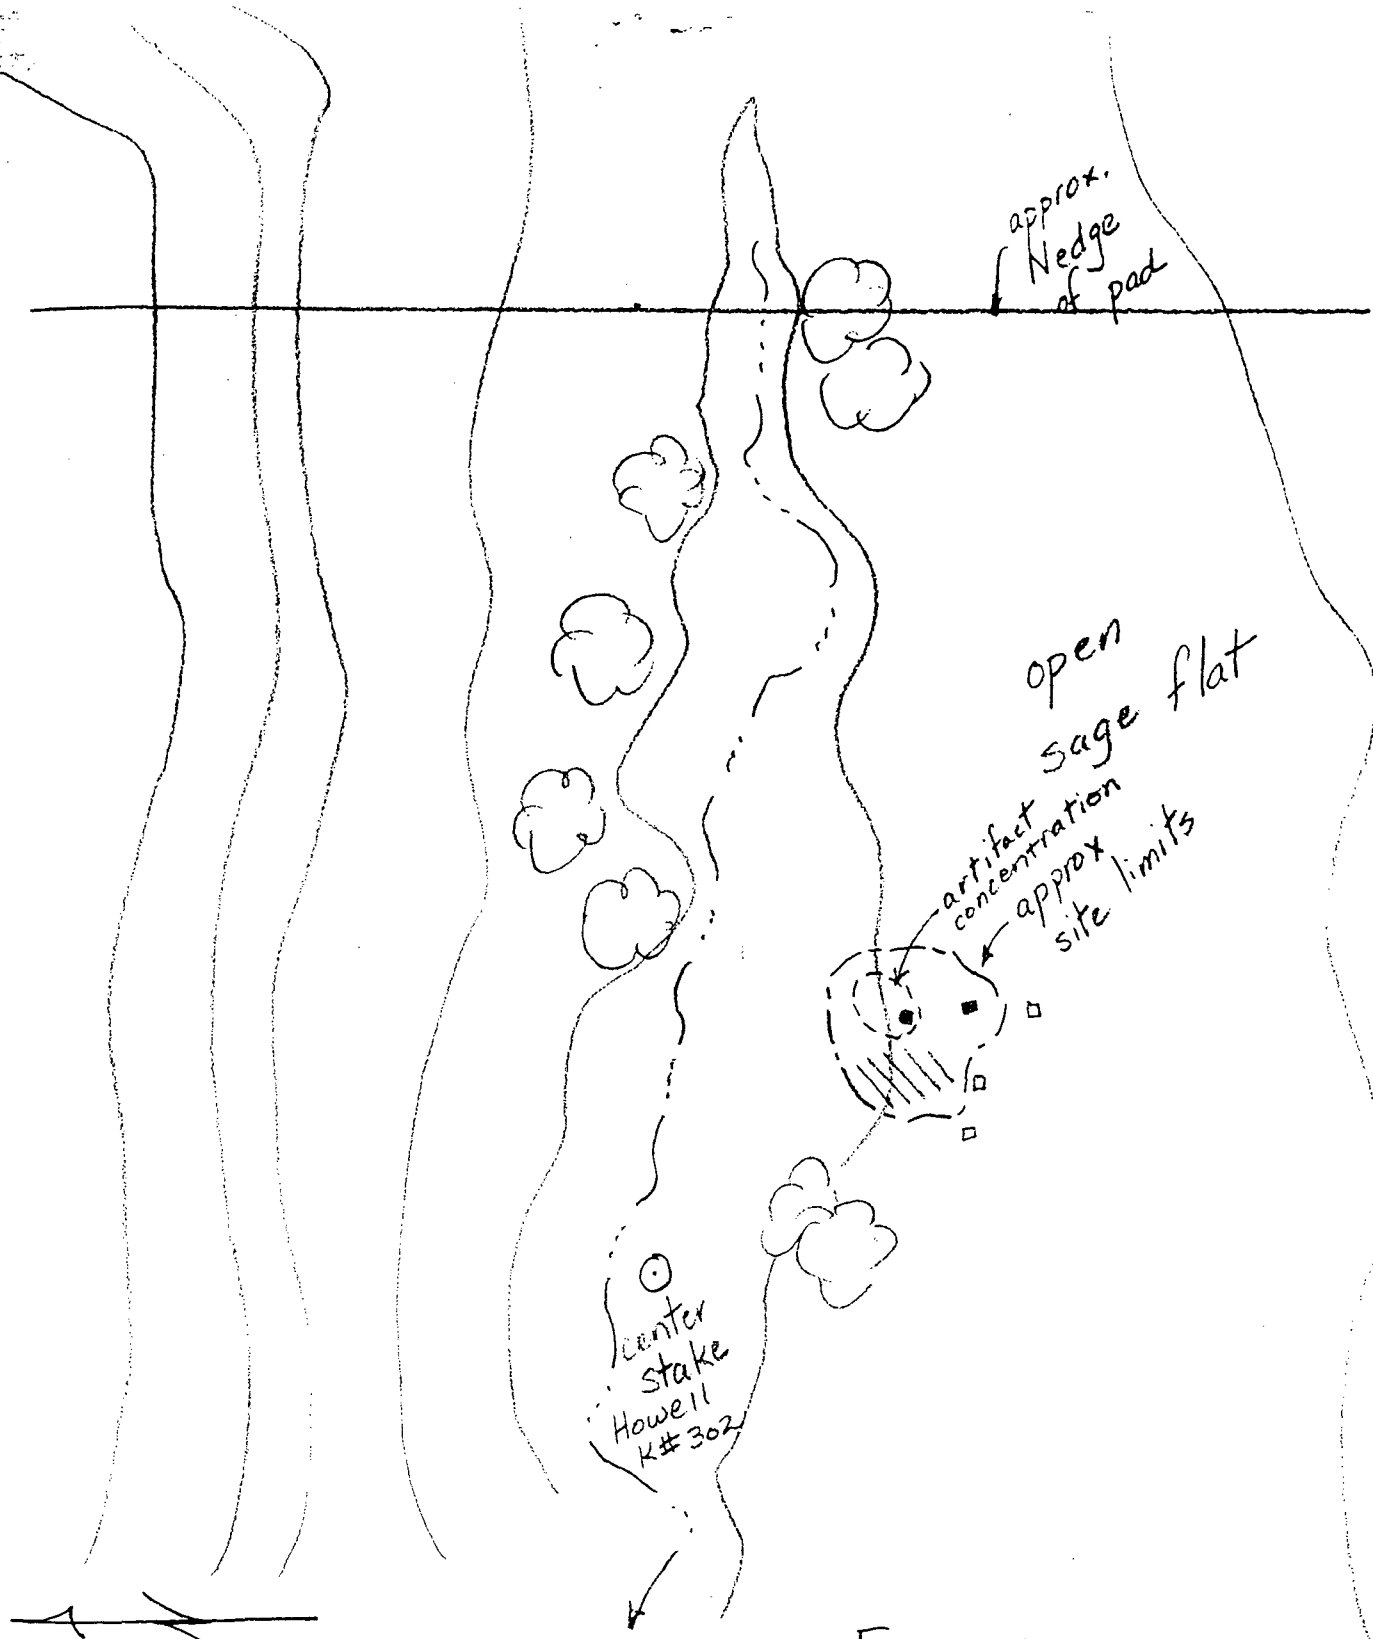 approx.
N edge
of pad
open
sage flat
artifact
concentration
approx
site limits
center
stake
Howell
K#302